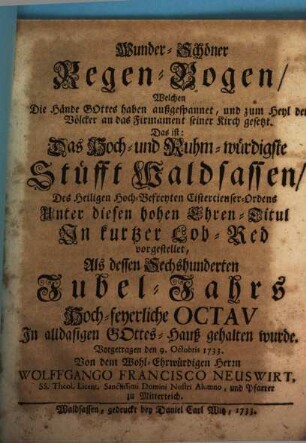 Wunder-Schöner
Regen-Bogen/
Welchen
Die Hände GOttes haben außgespannet, und zum Heyl der
Völcker an das Firmament seiner Kirch gesetzt.
Das ist:
Das Hoch- und Ruhm-würdigste
Stüfft Waldsassen/
Des Heiligen Hoch-Befreyten Cistercienser-Ordens
Unter diesen hohen Ehren-Titul
In kurtzer Lob-Red
vorgestellet,
Als dessen Sechshunderten
Jubel-Jahrs
Hoch-feyerliche OCTAV
In alldasigen GOttes-Hauß gehalten wurde.
Vorgetragen den 9. Octobris 1733.
Von dem Wohl-Ehrwürdigen Herrn
WOLFFGANGO FRANCISCO NEUSWIRT,
SS. Theol. Licent. Sanctissimi Domini Nostri Alumno, und Pfarrer
zu Mitterteich.
Waldsassen, gedruckt bey Daniel Carl Witz, 1733.